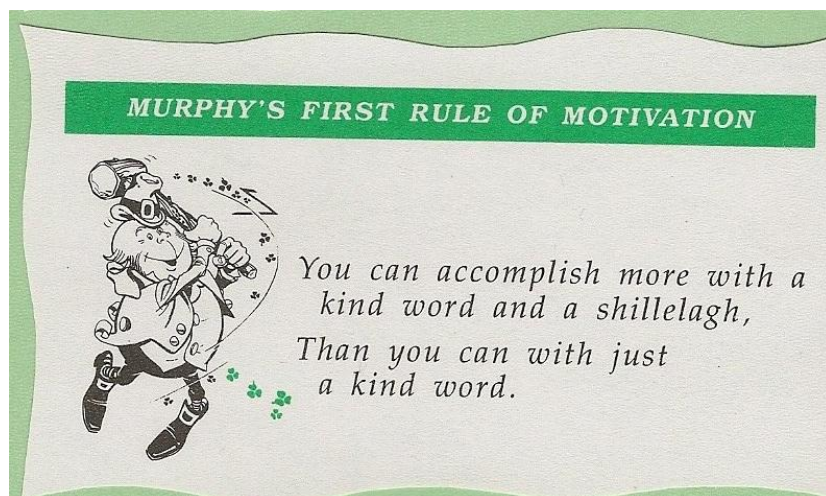 MURPHY'S FIRST RULE OF MOTIVATION
You can accomplish more with a
kind word and a shillelagh,
Than you can with just
a kind word.